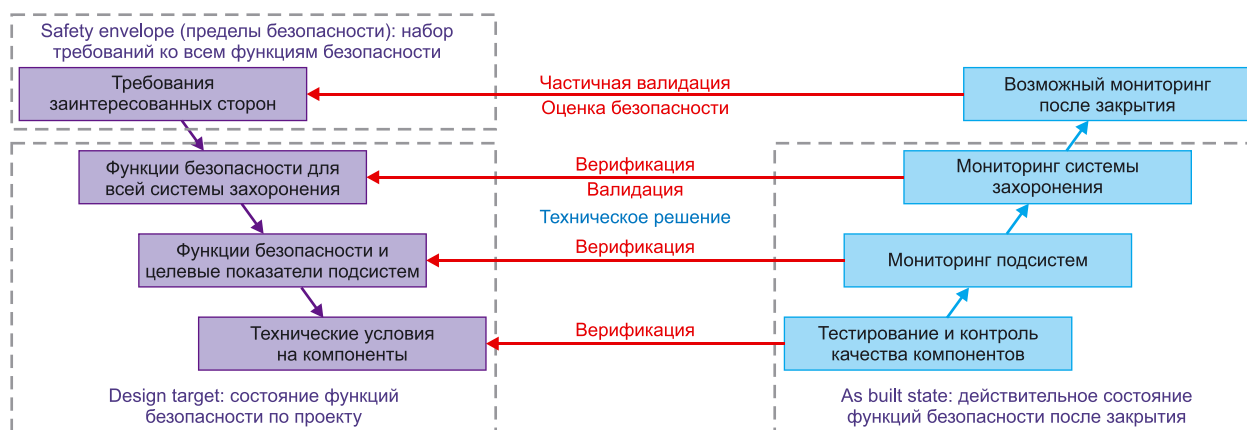 Safety envelope (пределы безопасности): набор
требований ко всем функциям безопасности
Требования
заинтересованных сторон
Частичная валидация
Оценка безопасности
Возможный мониторинг
после закрытия
Функции безопасности для
всей системы захоронения
Верификация
Валидация
Мониторинг системы
захоронения
Техническое решение
Функции безопасности и
целевые показатели подсистем
Верификация
Мониторинг подсистем
Технические условия
на компоненты
Верификация
Тестирование и контроль
качества компонентов
Design target: состояние функций
безопасности по проекту
As built state: действительное состояние
функций безопасности после закрытия